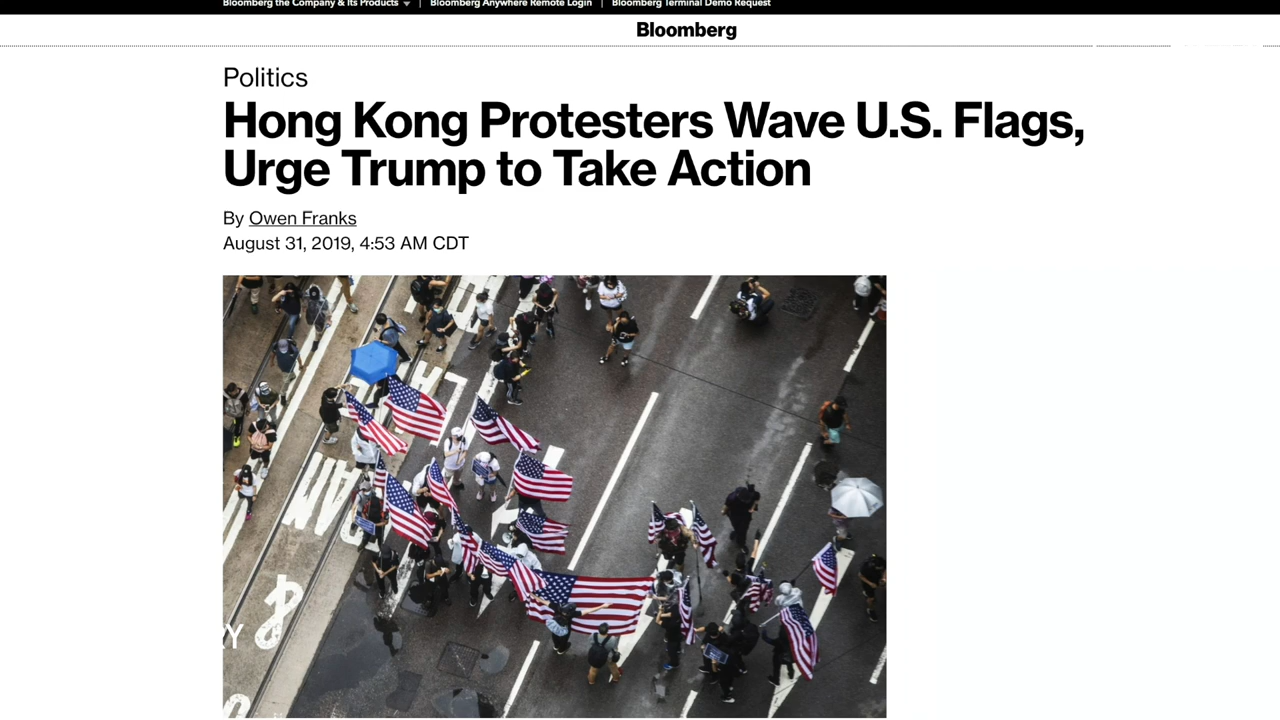 Bloomberg the Company & Its Products
Bloomberg Anywhere Remote Login
Bloomberg Terminal Demo Request
Bloomberg
Politics
Hong Kong Protesters Wave U.S. Flags,
Urge Trump to Take Action
By Owen Franks
August 31, 2019, 4:53 AM CDT